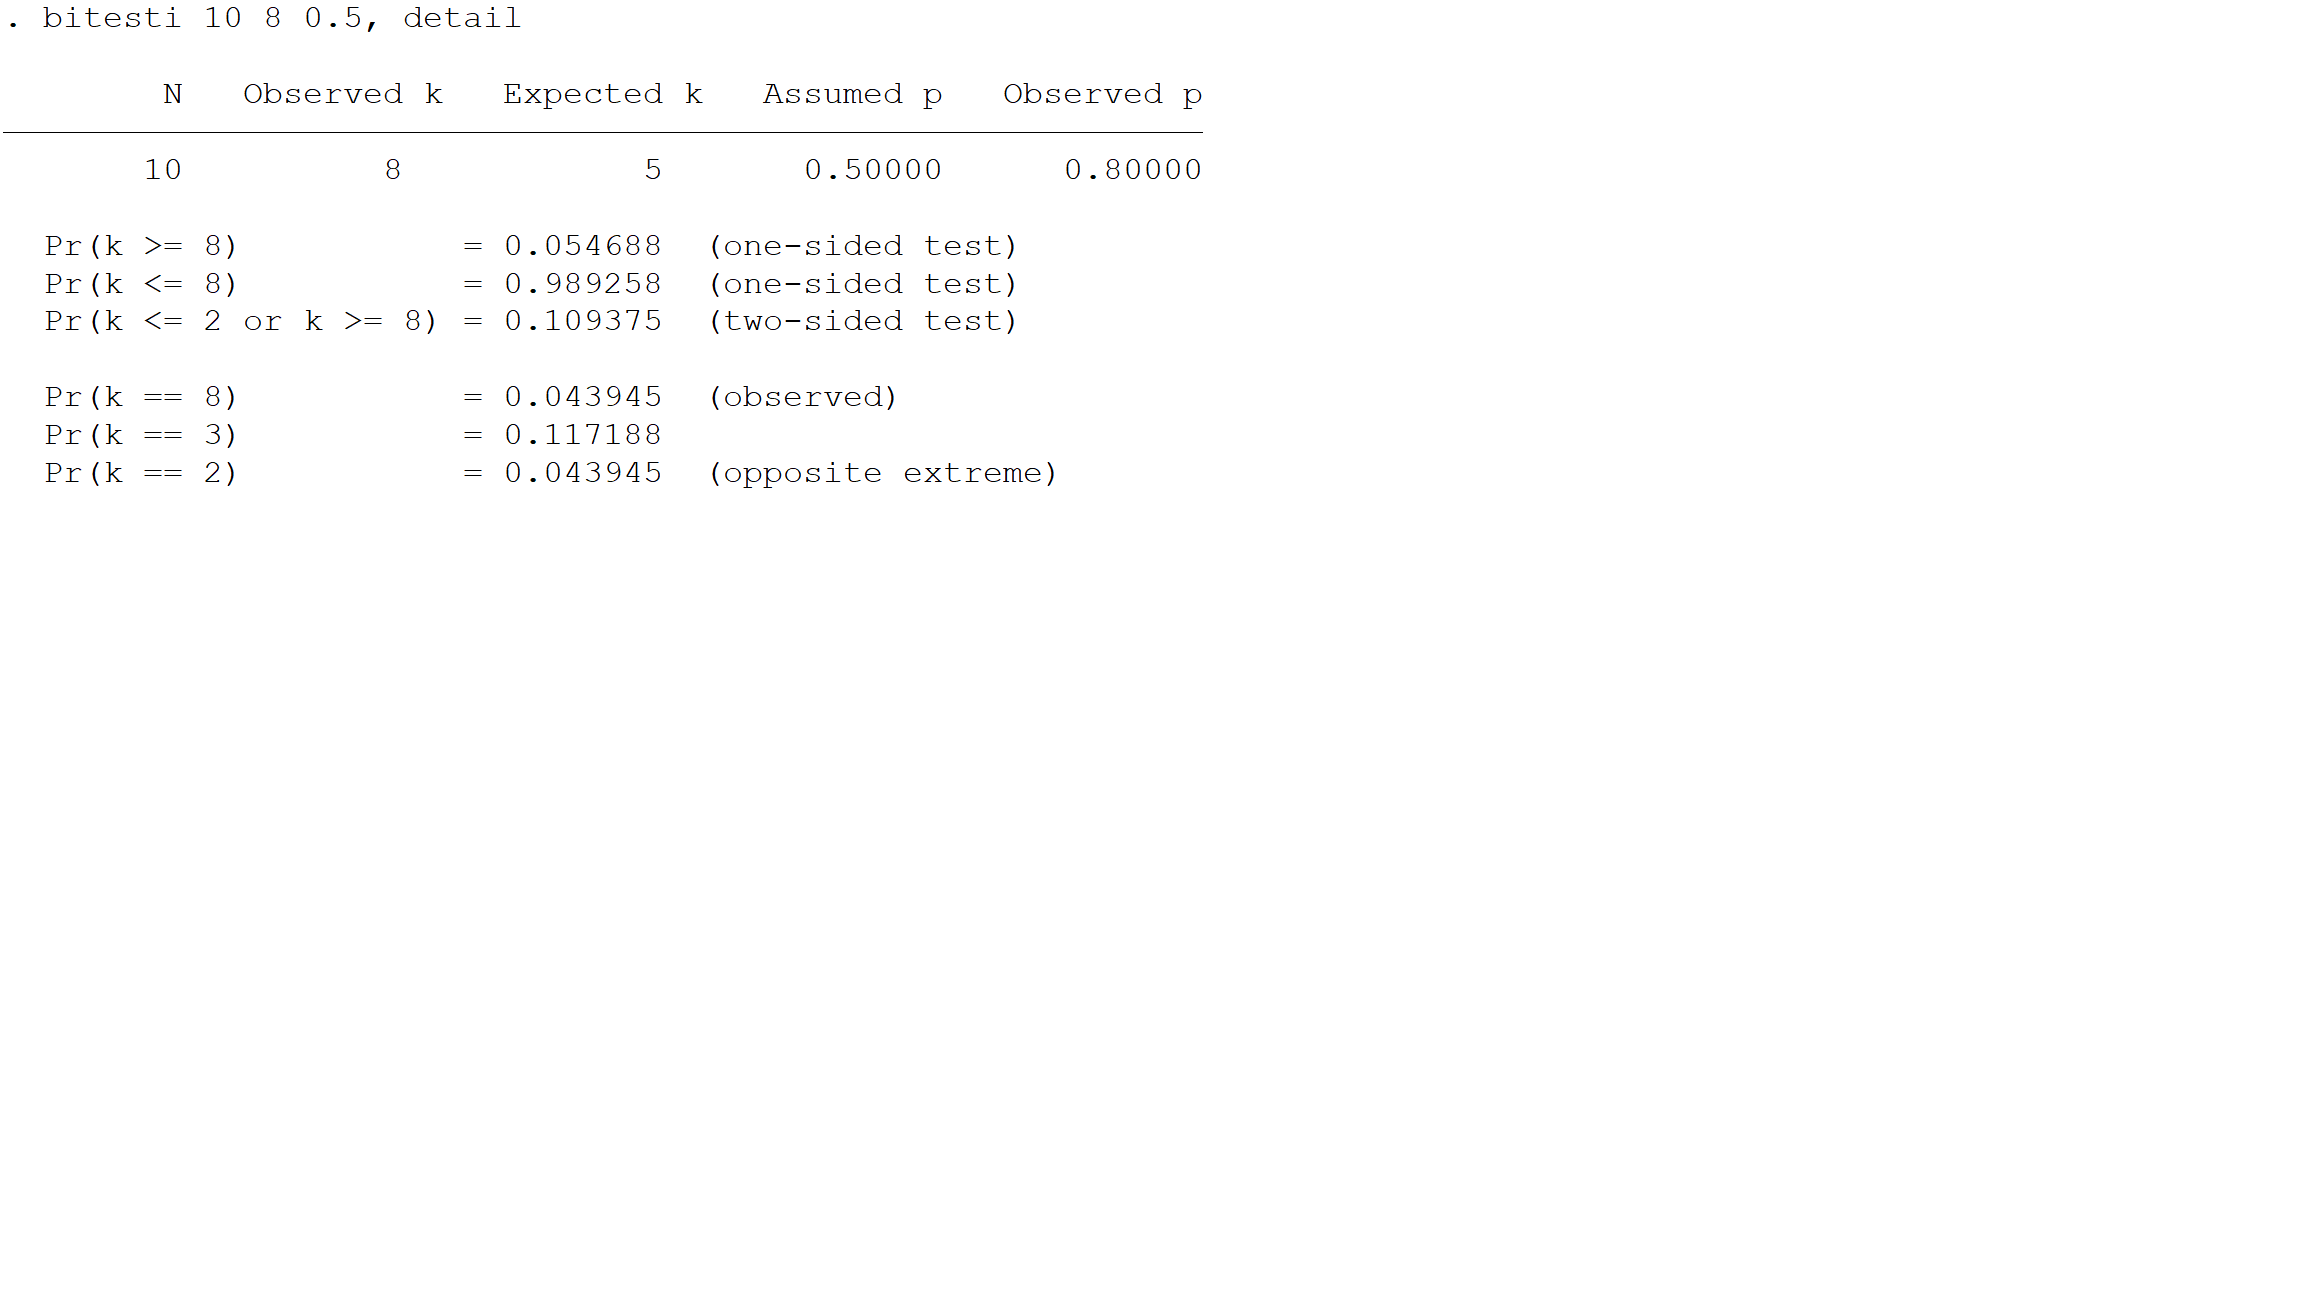 . bitesti 10 8 0.5, detail
N   Observed k   Expected k   Assumed p   Observed p
10          8            5       0.50000      0.80000
Pr(k >= 8)            = 0.054688  (one-sided test)
Pr(k <= 8)            = 0.989258  (one-sided test)
Pr(k <= 2 or k >= 8) = 0.109375  (two-sided test)
Pr(k == 8)            = 0.043945  (observed)
Pr(k == 3)            = 0.117188
Pr(k == 2)            = 0.043945  (opposite extreme)